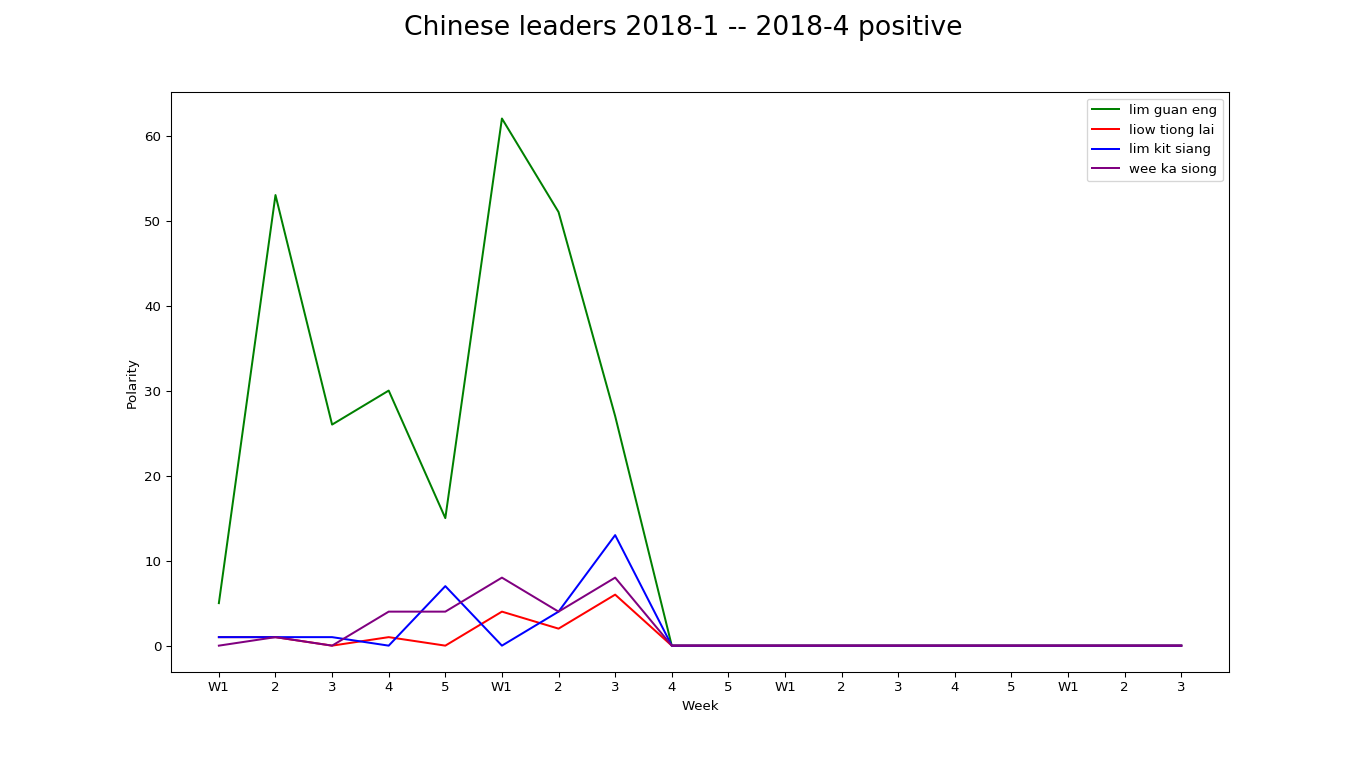 Chinese leaders 2018-1 -- 2018-4 positive
lim guan eng
liow tiong lai
lim kit siang
wee ka siong
60
50
40
30
20
10
0
Polarity
W1 2 3 4 5 W1 2 3 4 5 W1 2 3 4 5 W1 2 3
Week